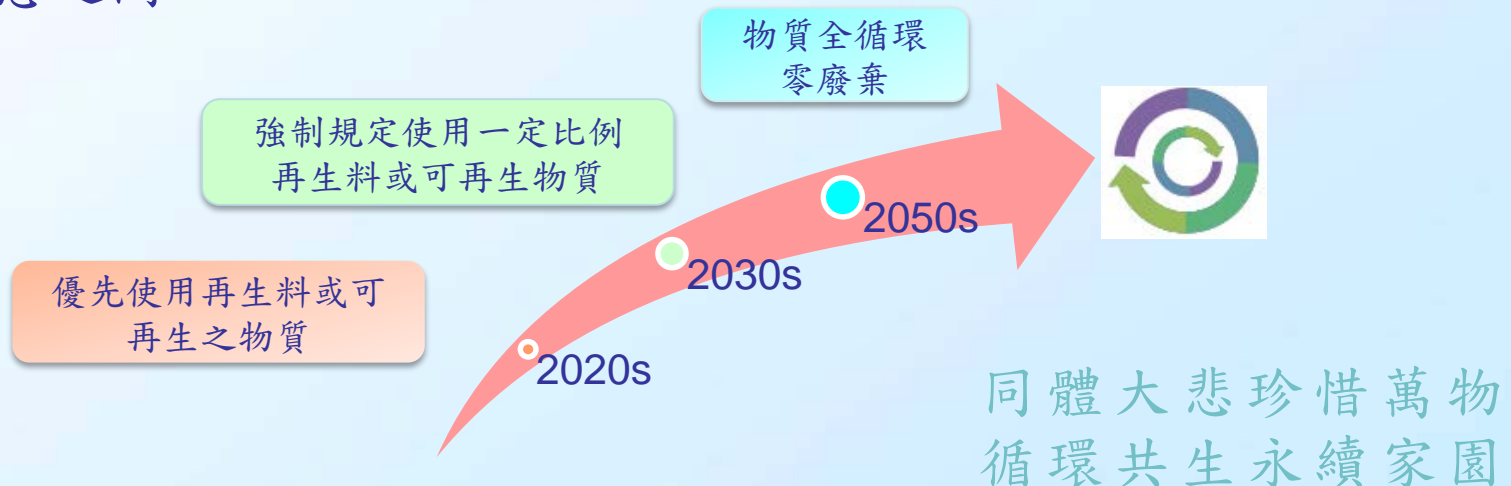 物質全循環
零廢棄
強制規定使用一定比例
再生料或可再生物質
2050s
2030s
優先使用再生料或可
再生之物質
2020s
同體大悲珍惜萬物
循環共生永續家園